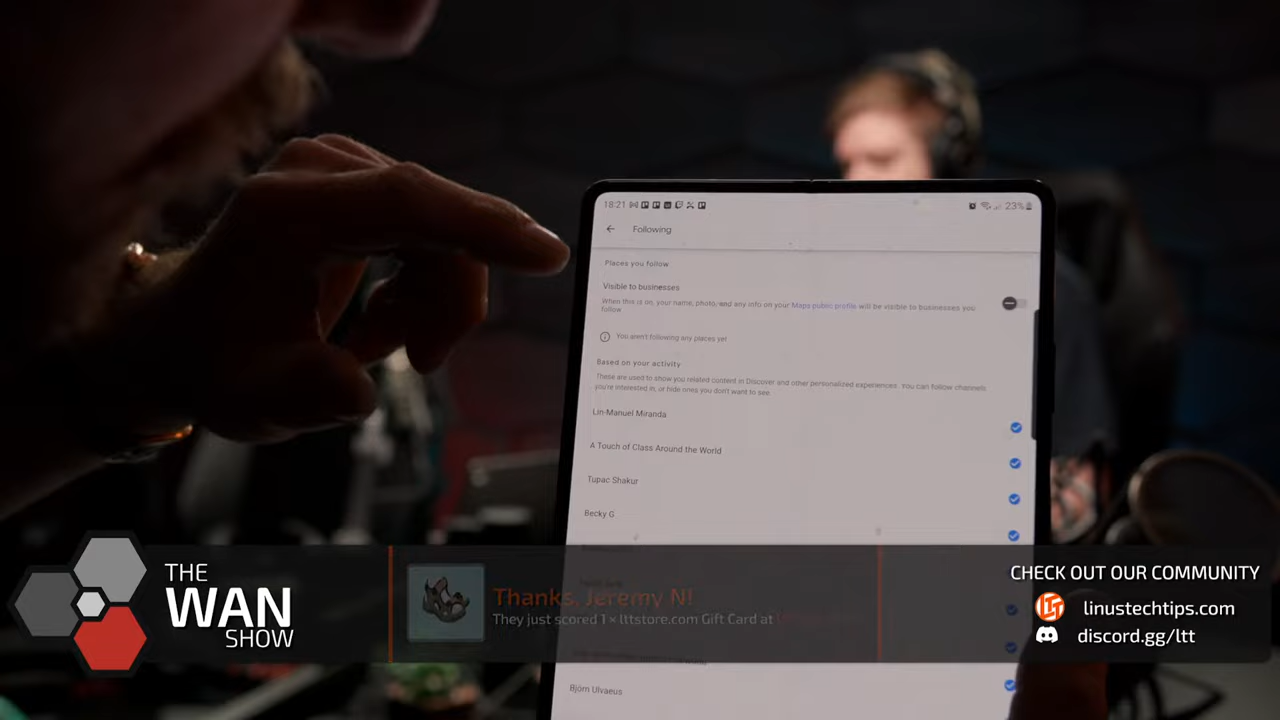 18:21
23%
Following
Places you follow
Visible to businesses
When this is on, your name, photo, and any info on your Maps public profile will be visible to businesses you
follow
You aren't following any places yet
Based on your activity
These are used to show you related content in Discover and other personalized experiences. You can follow channels
you're interested in, or hide ones you don't want to see.
Lin-Manuel Miranda
A Touch of Class Around the World
Tupac Shakur
Becky G
Björn Ulvaeus
THE
WAN
SHOW
Thanks, Jeremy N!
They just scored 1 × lttstore.com Gift Card at
CHECK OUT OUR COMMUNITY
LTT
linustechtips.com
discord.gg/ltt